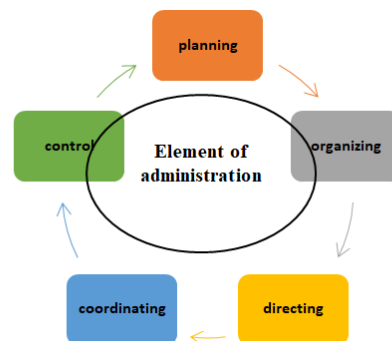 planning
control
Element of
administration
organizing
coordinating
directing